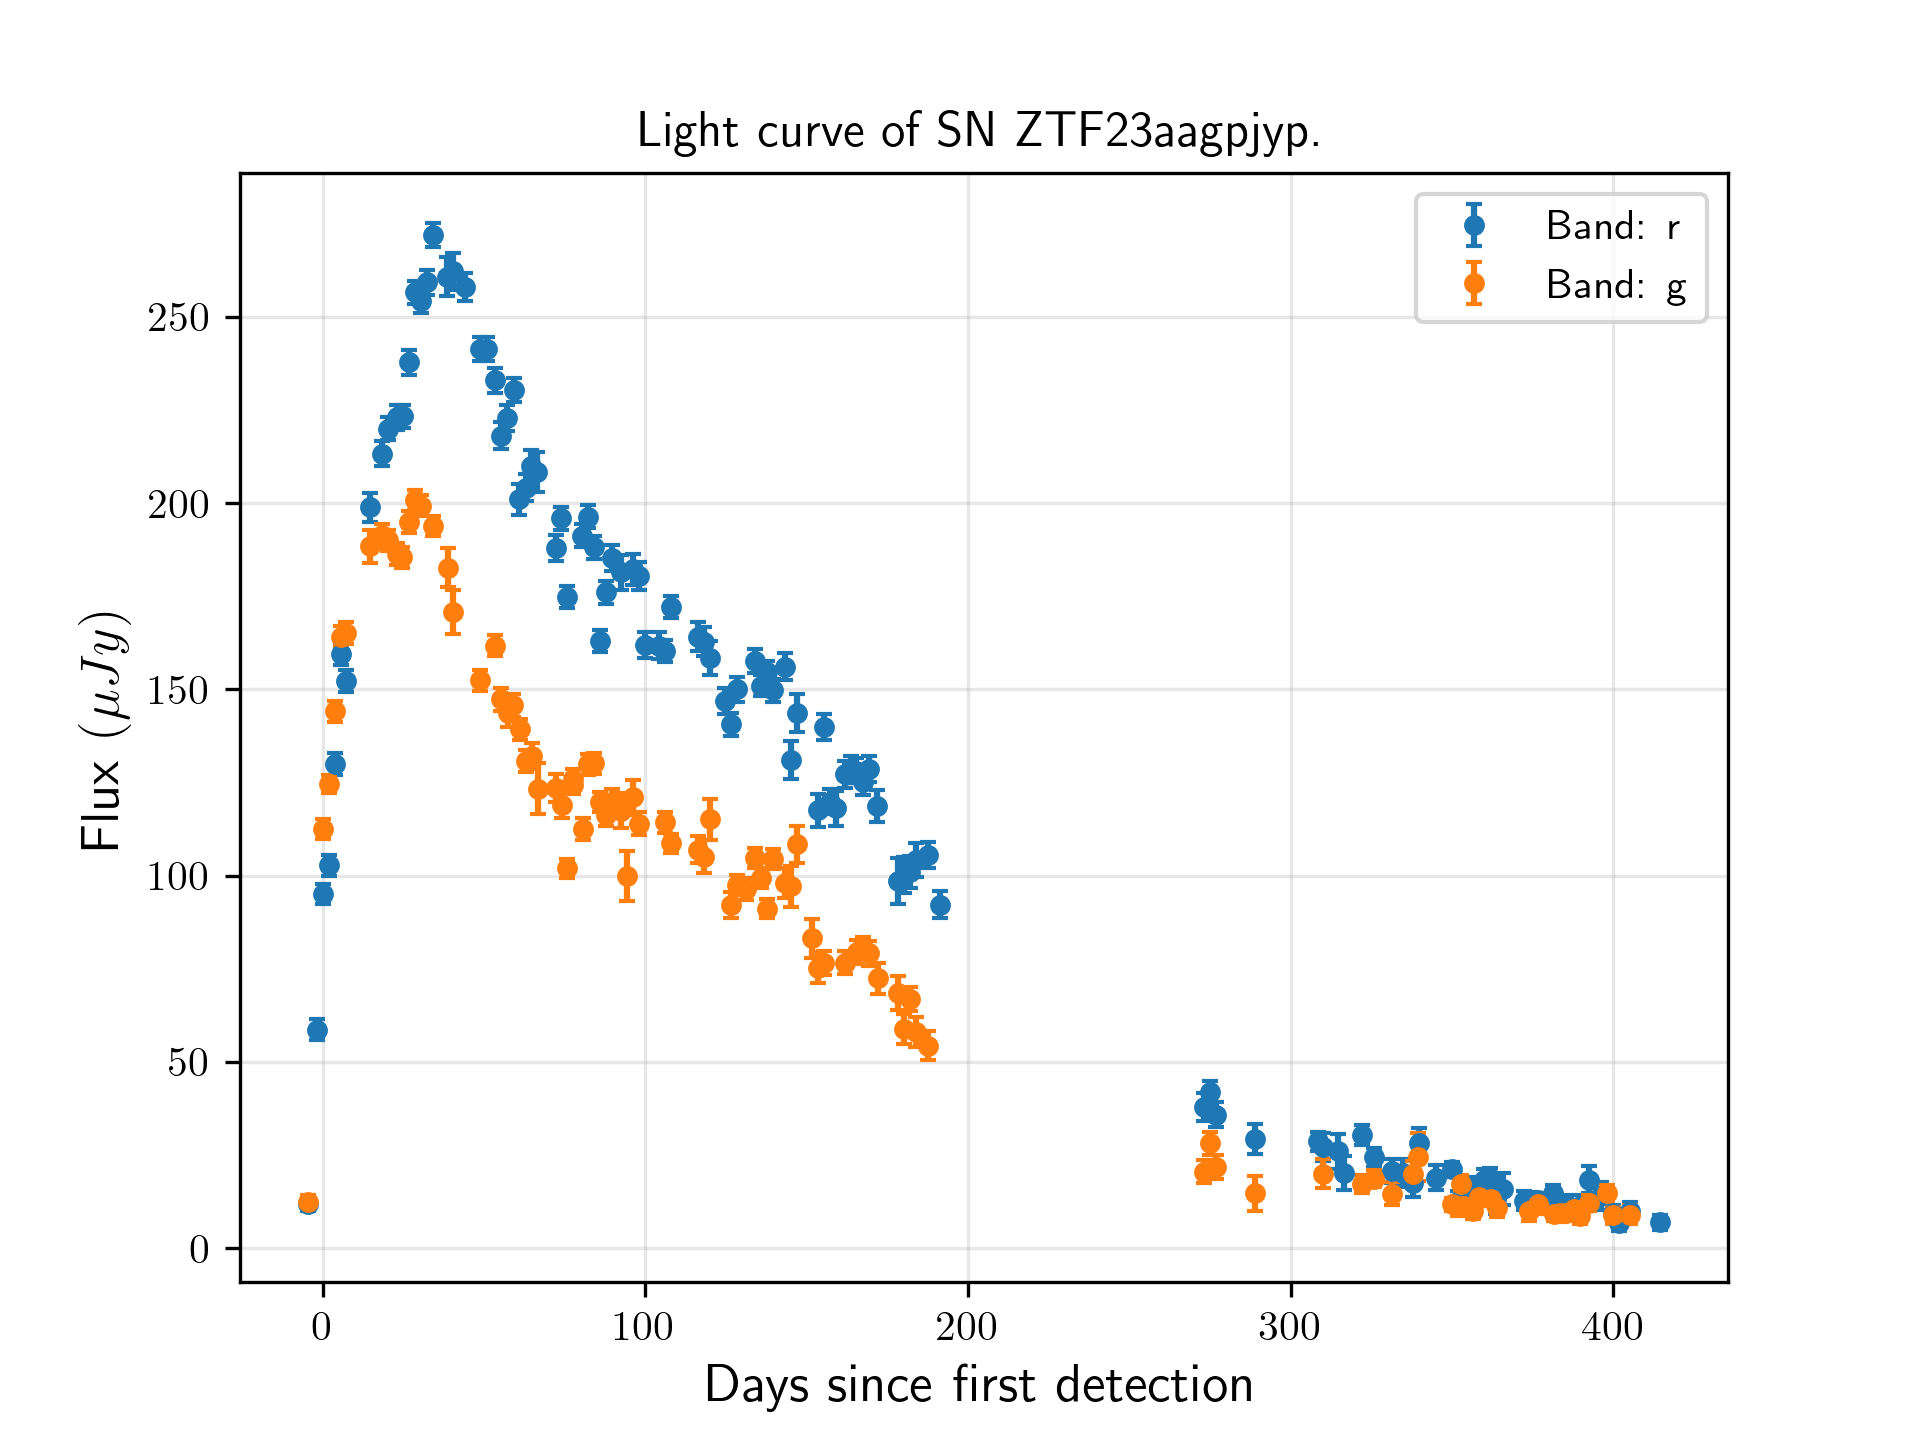 Light curve of SN ZTF23aagpjyp.
Band: r
Band: g
Flux (μJy)
250
200
150
100
50
0
0 100 200 300 400
Days since first detection